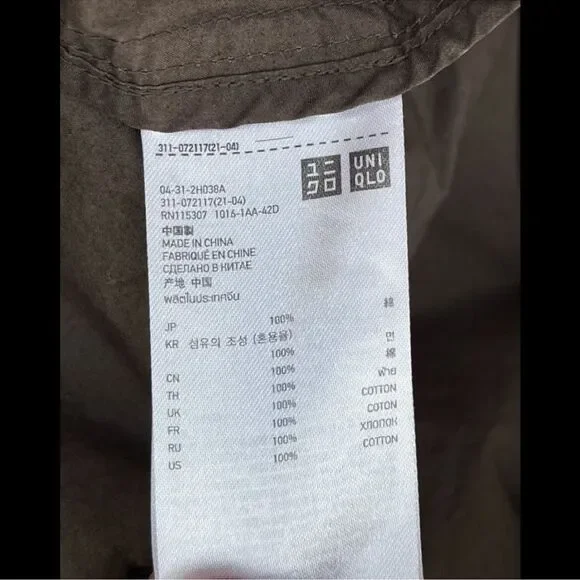 311-072117(21-04)
ユニ
クロ
UNI
QLO
04-31-2H038A
311-072117(21-04)
RN115307 1016-1AA-42D
中国製
MADE IN CHINA
FABRIQUÉ EN CHINE
СДЕЛАНО В КИТАЕ
产地 中国
ผลิตในประเทศจีน
JP 100% 綿
KR 섬유의 조성 (혼용율)
100% 면
CN 100% 棉
TH 100% ฝ้าย
UK 100% COTTON
FR 100% COTON
RU 100% ХЛОПОК
US 100% COTTON